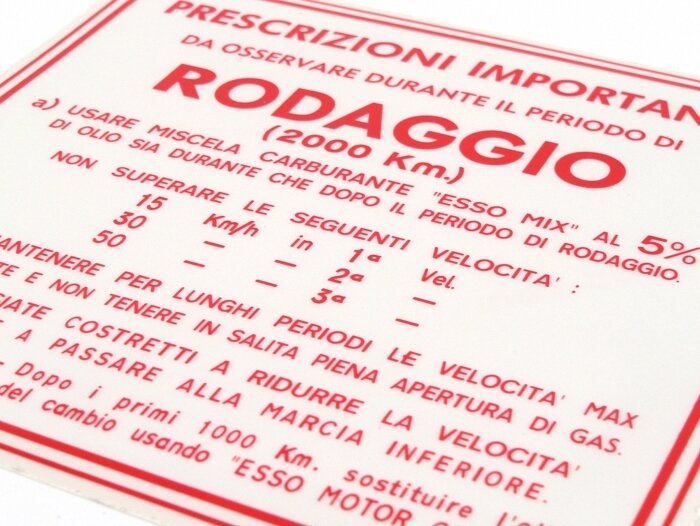 PRESCRIZIONI IMPORTAN
DA OSSERVARE DURANTE IL PERIODO DI
RODAGGIO
(2000 Km.)
a) USARE MISCELA CARBURANTE "ESSO MIX" AL 5%
DI OLIO SIA DURANTE CHE DOPO IL PERIODO DI RODAGGIO.
NON SUPERARE LE SEGUENTI VELOCITA':
15 Km/h in 1a Vel.
30 — — 2a —
50 — — 3a —
MANTENERE PER LUNGHI PERIODI LE VELOCITA' MAX
TE E NON TENERE IN SALITA PIENA APERTURA DI GAS.
CIATE COSTRETTI A RIDURRE LA VELOCITA'
E A PASSARE ALLA MARCIA INFERIORE.
- Dopo i primi 1000 Km. sostituire l'o
del cambio usando "ESSO MOTOR